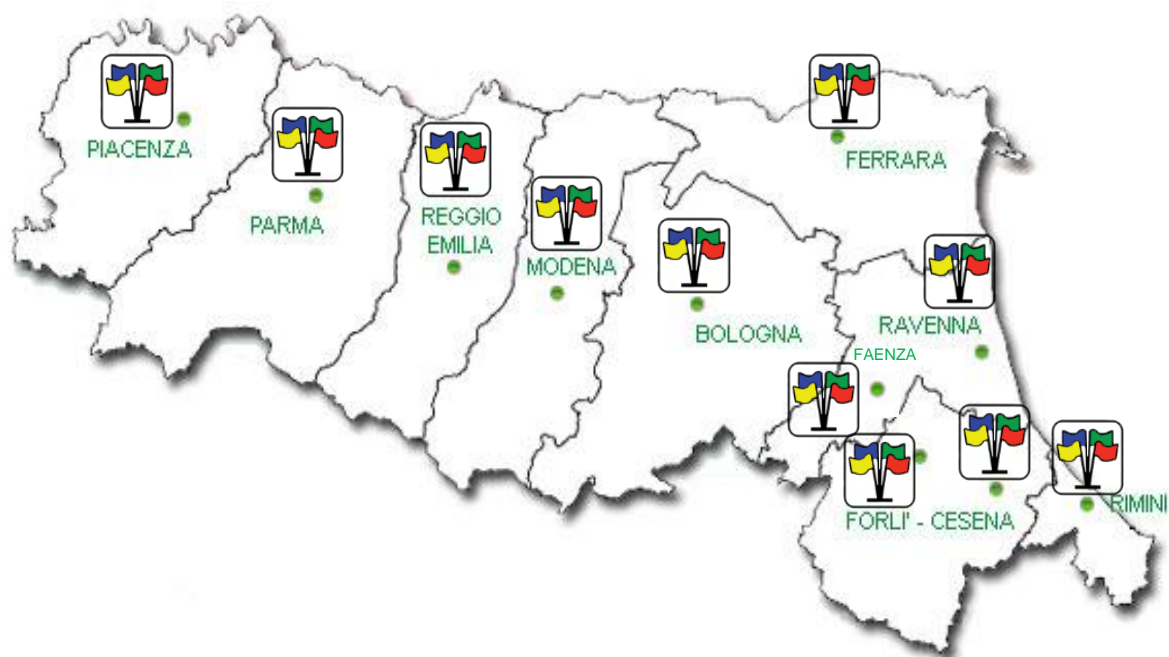 PIACENZA
PARMA
REGGIO
EMILIA
MODENA
BOLOGNA
FERRARA
RAVENNA
FAENZA
FORLI' - CESENA
RIMINI